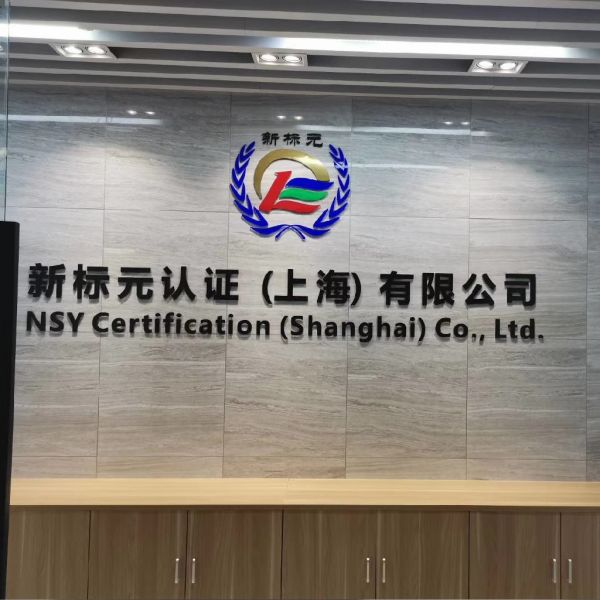 新标元
新标元认证(上海)有限公司
NSY Certification (Shanghai) Co., Ltd.